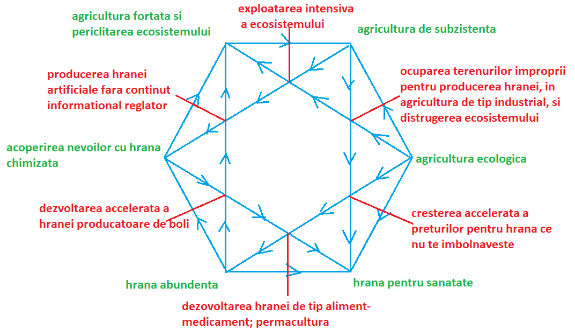 exploatarea intensiva
a ecosistemului
agricultura fortata si
periclitarea ecosistemului
agricultura de subzistenta
producerea hranei
artificiale fara continut
informational reglator
ocuparea terenurilor improprii
pentru producerea hranei, in
agricultura de tip industrial, si
distrugerea ecosistemului
acoperirea nevoilor cu hrana
chimizata
agricultura ecologica
dezvoltarea accelerata a
hranei producatoare de boli
cresterea accelerata a
preturilor pentru hrana ce
nu te imbolnaveste
hrana abundenta
hrana pentru sanatate
dezovoltarea hranei de tip aliment-
medicament; permacultura